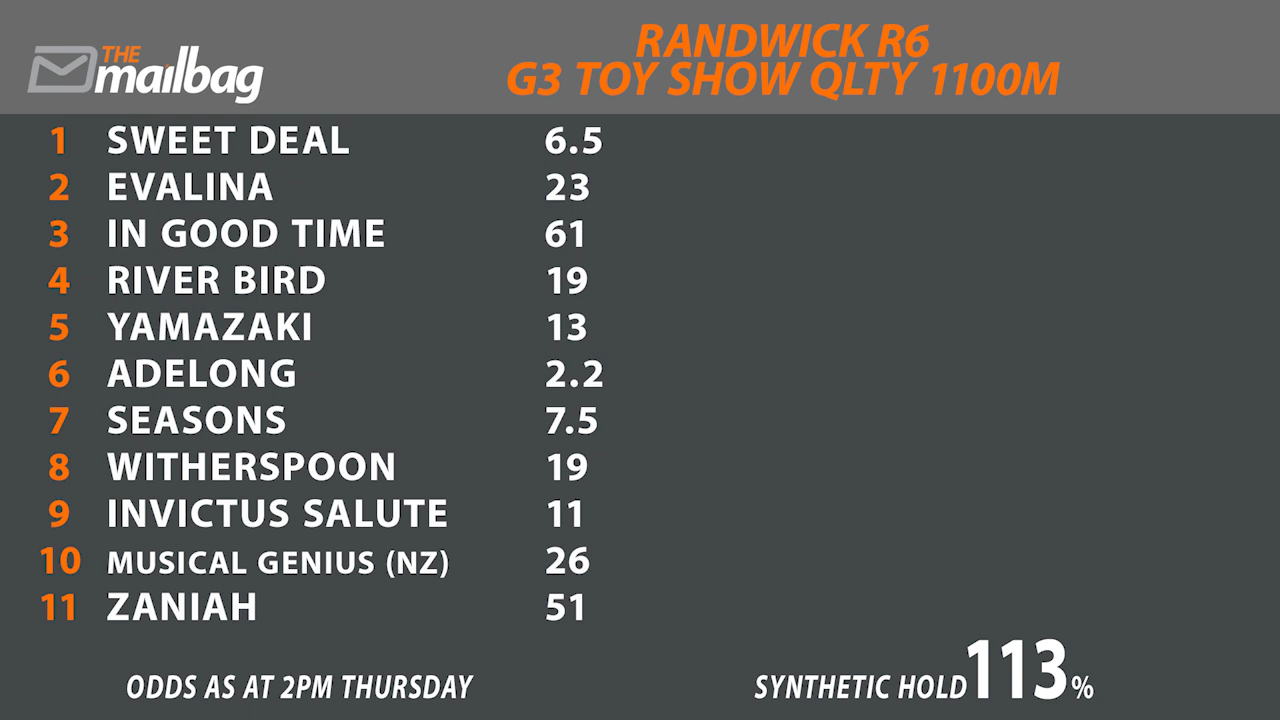 THE
mailbag
RANDWICK R6
G3 TOY SHOW QLTY 1100M
1 SWEET DEAL 6.5
2 EVALINA 23
3 IN GOOD TIME 61
4 RIVER BIRD 19
5 YAMAZAKI 13
6 ADELONG 2.2
7 SEASONS 7.5
8 WITHERSPOON 19
9 INVICTUS SALUTE 11
10 MUSICAL GENIUS (NZ) 26
11 ZANIAH 51
ODDS AS AT 2PM THURSDAY
SYNTHETIC HOLD 113%